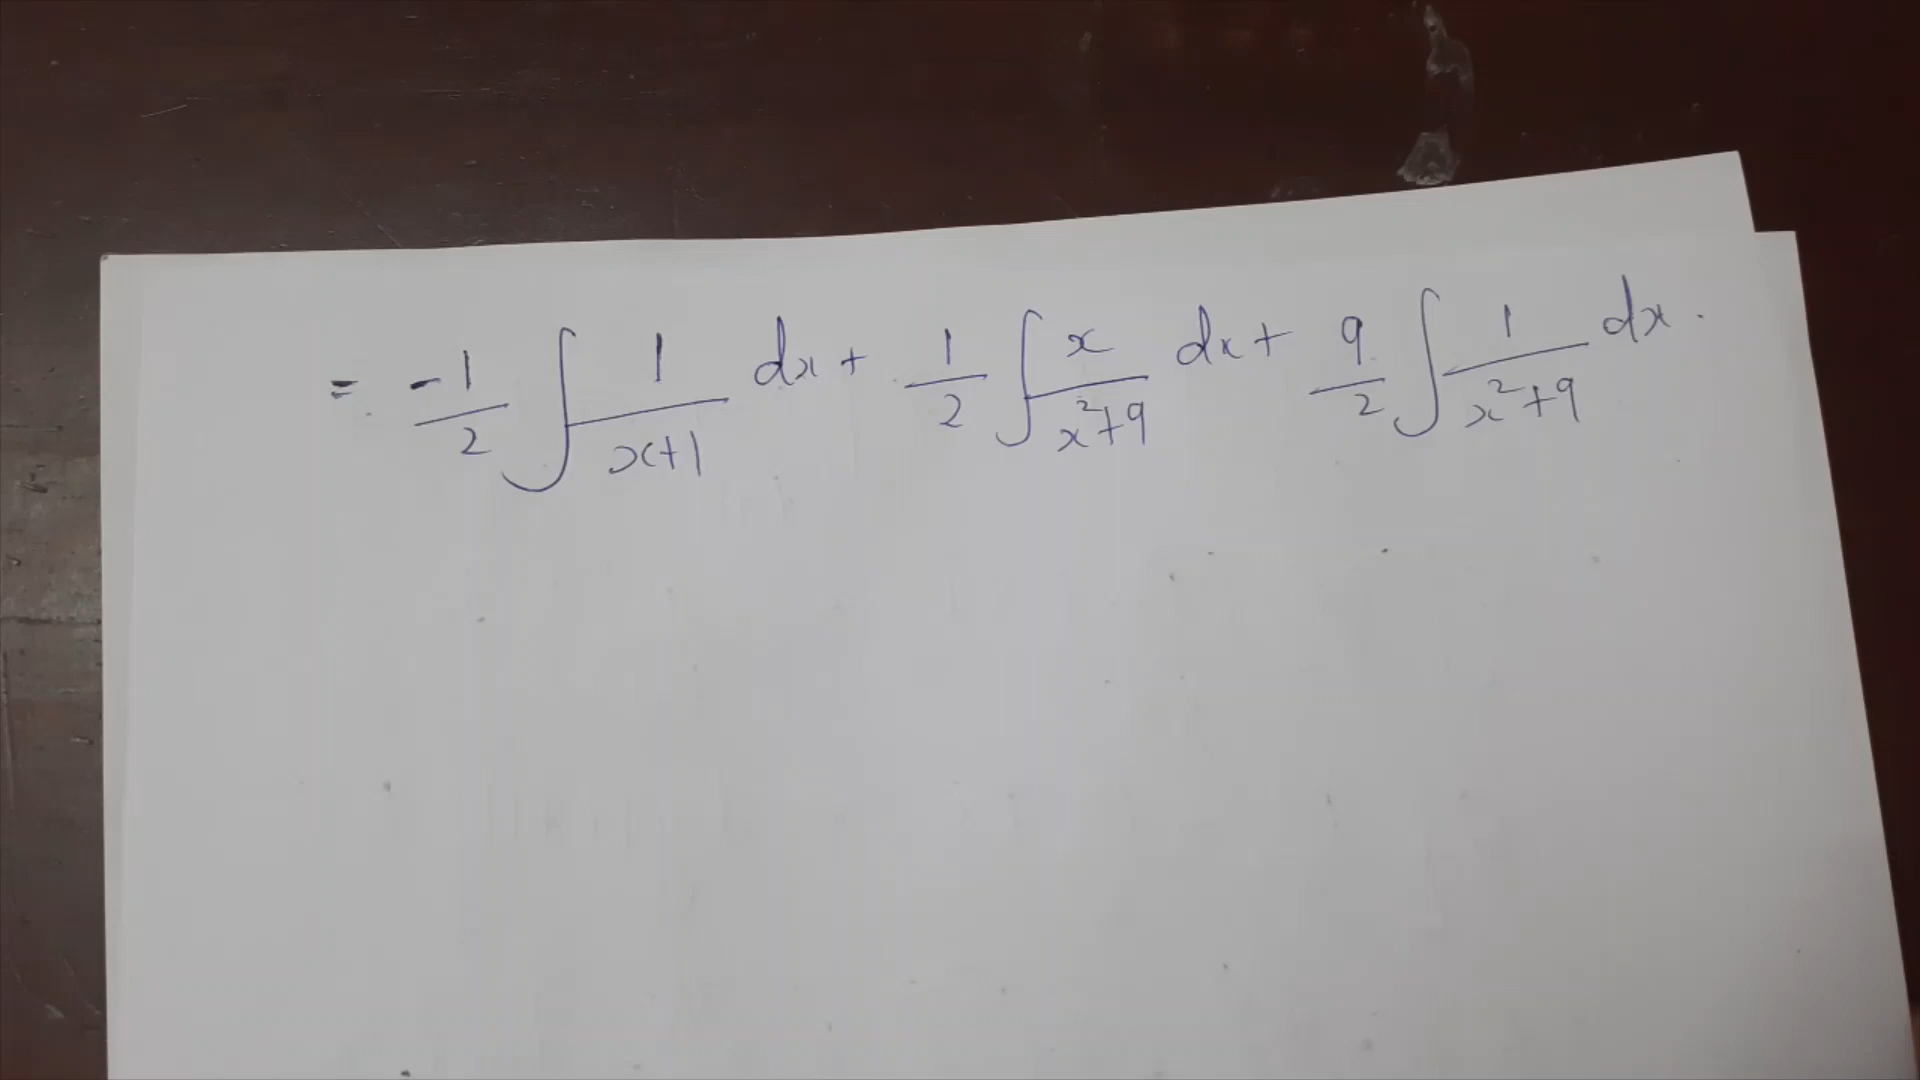 = -1/2 ∫ 1/(x+1) dx + 1/2 ∫ x/(x²+9) dx + 9/2 ∫ 1/(x²+9) dx.